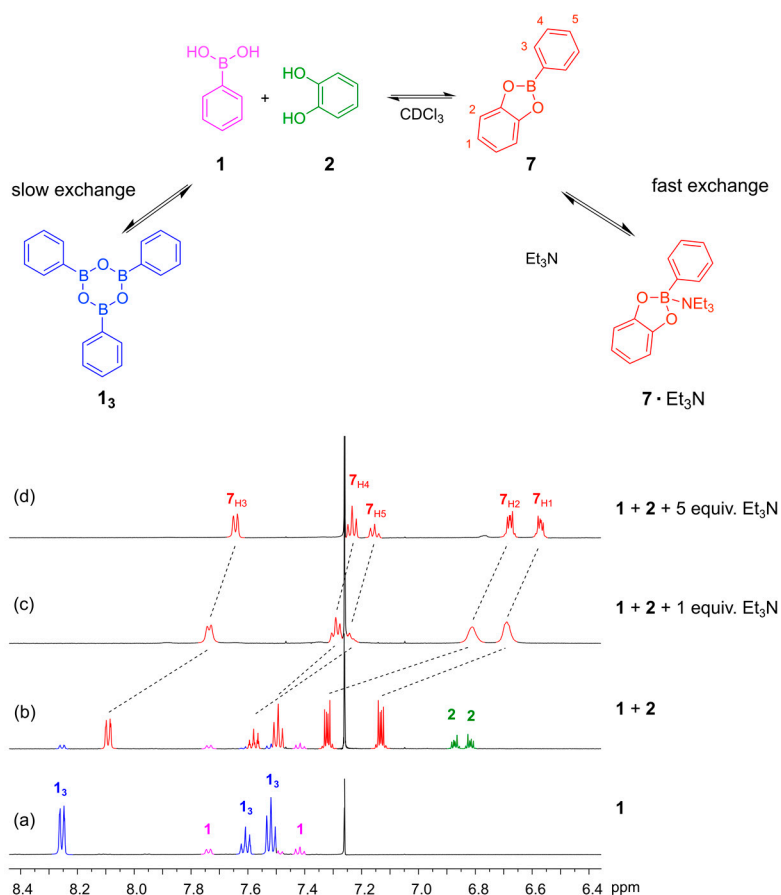 HO OH
B
1
+
HO
HO
2
CDCl3
4 5
3
O B
O
2
1
7
slow exchange
fast exchange
Et3N
O
B B
O O
B
13
O B
NEt3
O
7 · Et3N
(d)
7H3
7H4
7H5
7H2
7H1
1 + 2 + 5 equiv. Et3N
(c)
1 + 2 + 1 equiv. Et3N
(b)
2 2
1 + 2
(a)
13
1
13
13
1
1
8.4 8.2 8.0 7.8 7.6 7.4 7.2 7.0 6.8 6.6 6.4 ppm